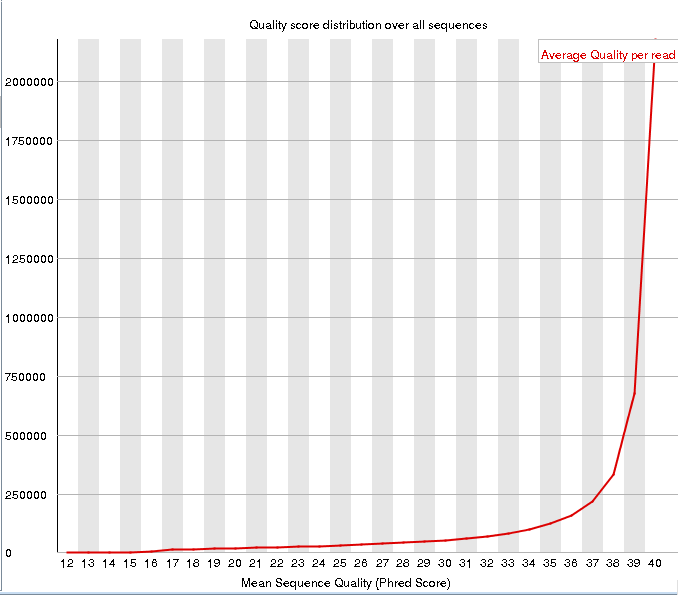 Quality score distribution over all sequences
Average Quality per read
2000000
1750000
1500000
1250000
1000000
750000
500000
250000
0
12 13 14 15 16 17 18 19 20 21 22 23 24 25 26 27 28 29 30 31 32 33 34 35 36 37 38 39 40
Mean Sequence Quality (Phred Score)